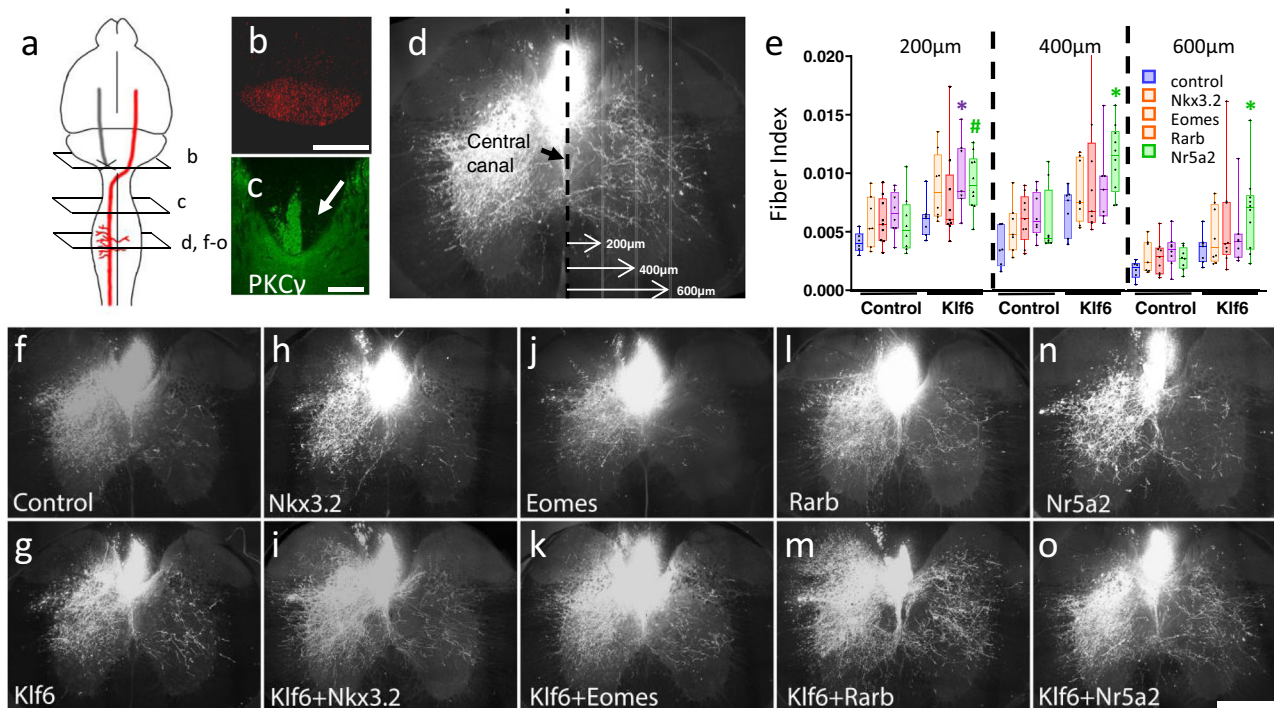 a
b
c
d, f-o
b
c
PKCγ
d
Central
canal
200µm
400µm
600µm
e
200µm
400µm
600µm
Fiber Index
0.020
0.015
0.010
0.005
0.000
*
#
*
*
control
Nkx3.2
Eomes
Rarb
Nr5a2
Control
Klf6
Control
Klf6
Control
Klf6
f
Control
h
Nkx3.2
j
Eomes
l
Rarb
n
Nr5a2
g
Klf6
i
Klf6+Nkx3.2
k
Klf6+Eomes
m
Klf6+Rarb
o
Klf6+Nr5a2